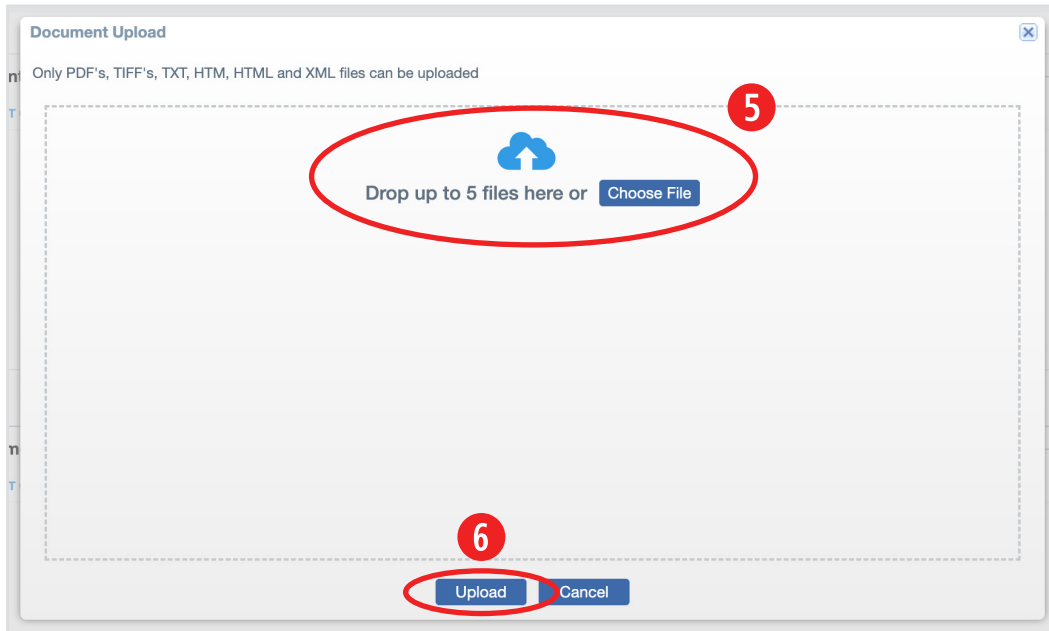 Document Upload
Only PDF's, TIFF's, TXT, HTM, HTML and XML files can be uploaded
5
Drop up to 5 files here or Choose File
6
Upload Cancel